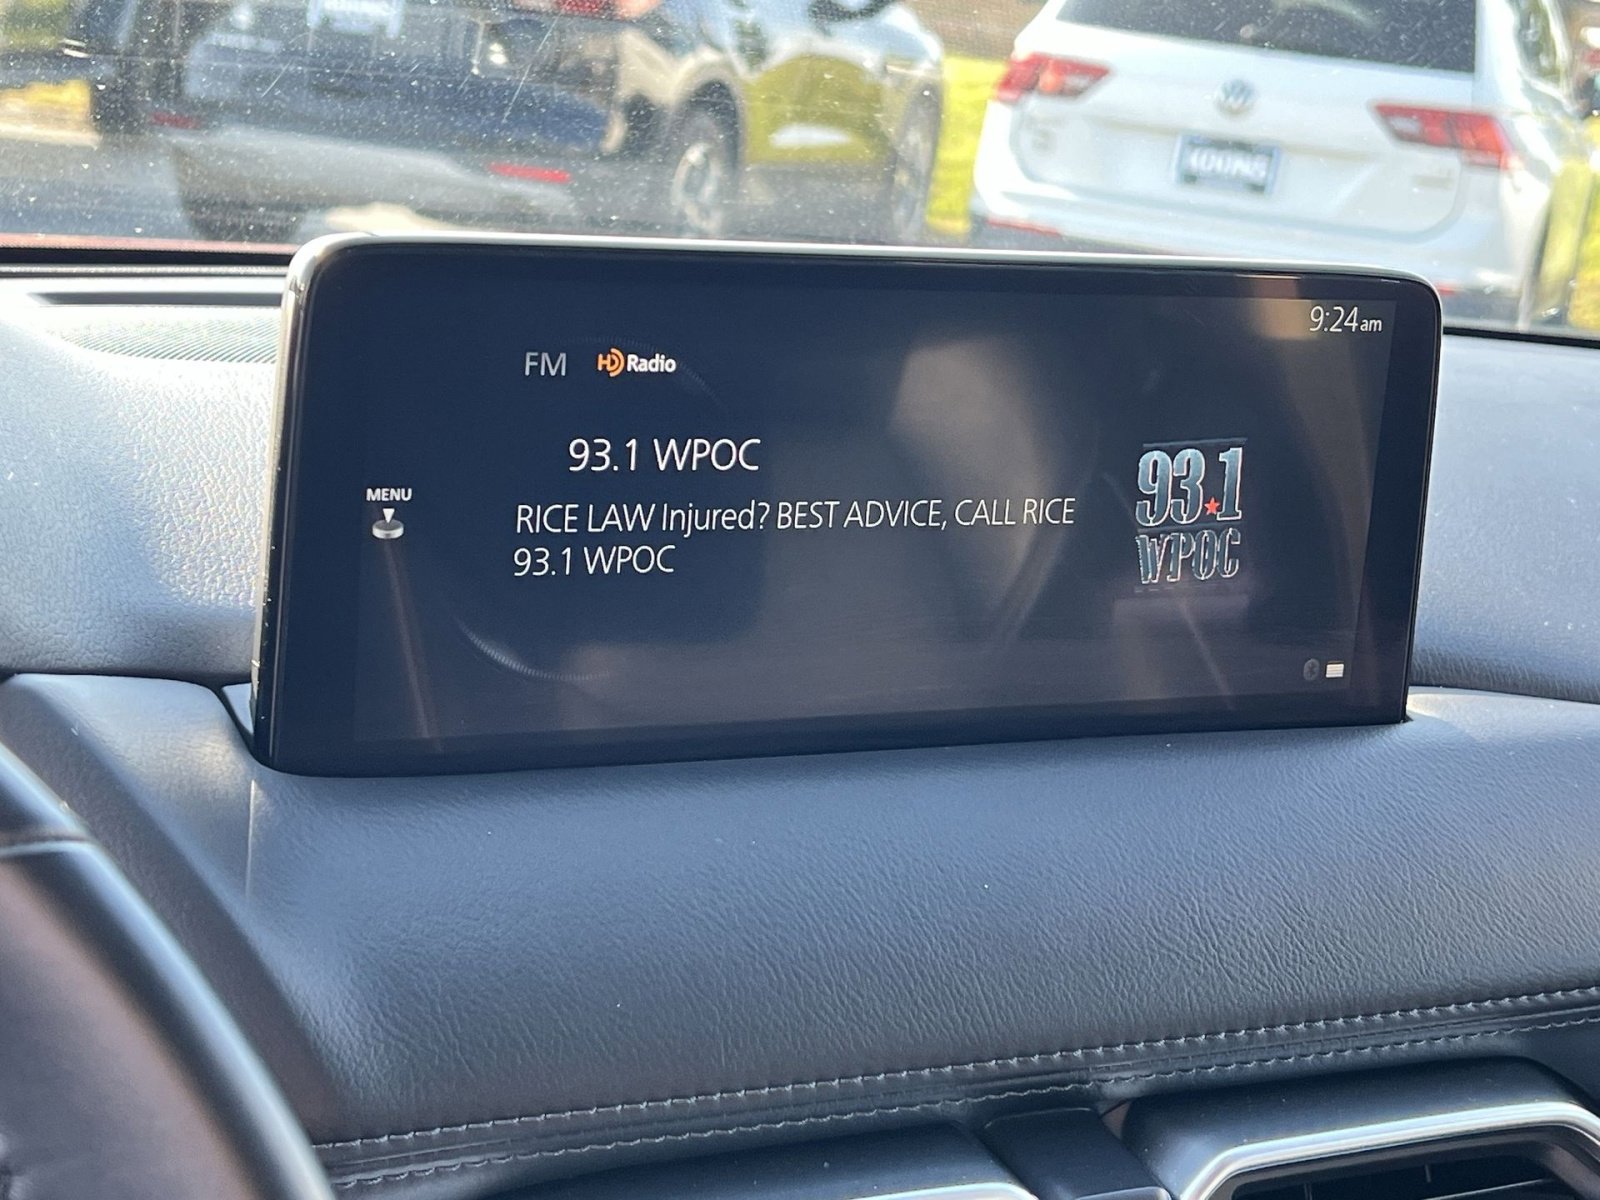 KOONS
9:24am
FM HD Radio
93.1 WPOC
MENU
RICE LAW Injured? BEST ADVICE, CALL RICE
93.1 WPOC
93.1
WPOC